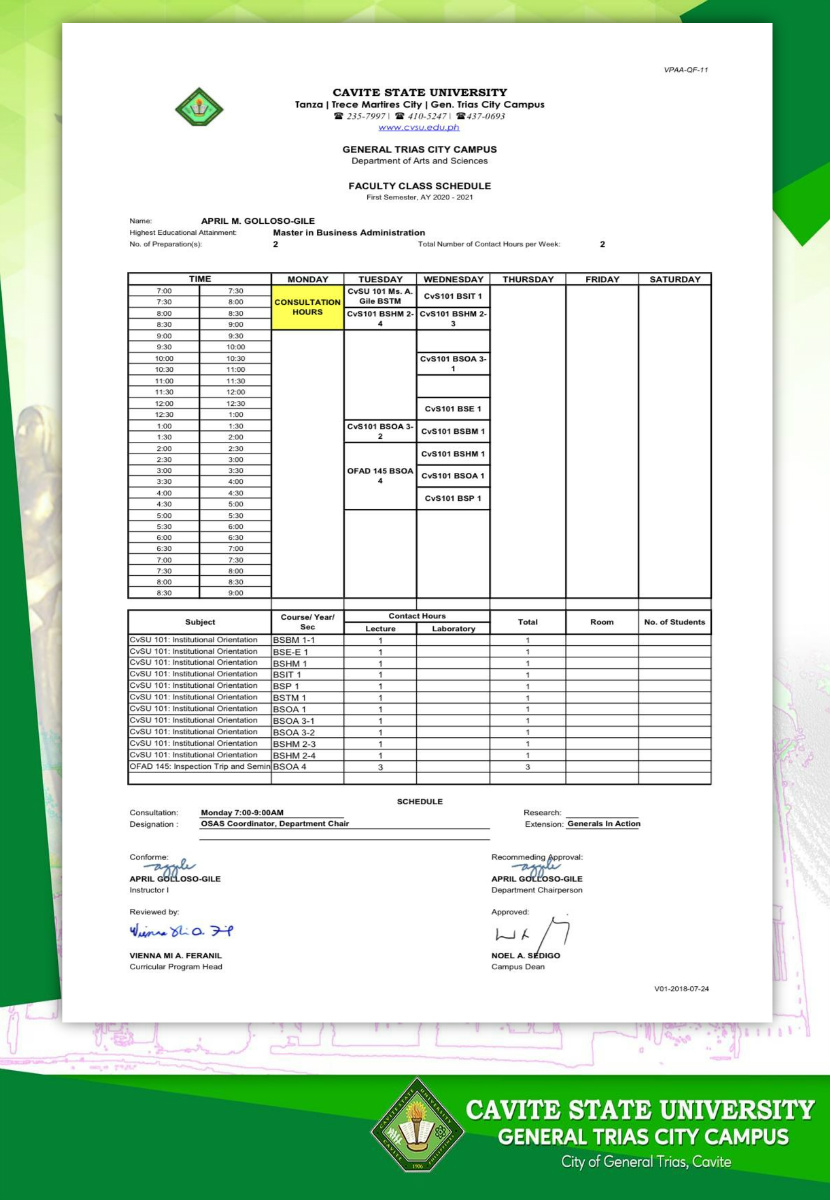 VPAA-QF-11
CAVITE STATE UNIVERSITY
Tanza | Trece Martires City | Gen. Trias City Campus
☎ 235-7997 | ☎ 410-5247 | ☎437-0693
www.cvsu.edu.ph
GENERAL TRIAS CITY CAMPUS
Department of Arts and Sciences
FACULTY CLASS SCHEDULE
First Semester, AY 2020 - 2021
Name: APRIL M. GOLLOSO-GILE
Highest Educational Attainment: Master in Business Administration
No. of Preparation(s): 2 Total Number of Contact Hours per Week: 2
TIME MONDAY TUESDAY WEDNESDAY THURSDAY FRIDAY SATURDAY
7:00 7:30
7:30 8:00
8:00 8:30
8:30 9:00
9:00 9:30
9:30 10:00
10:00 10:30
10:30 11:00
11:00 11:30
11:30 12:00
12:00 12:30
12:30 1:00
1:00 1:30
1:30 2:00
2:00 2:30
2:30 3:00
3:00 3:30
3:30 4:00
4:00 4:30
4:30 5:00
5:00 5:30
5:30 6:00
6:00 6:30
6:30 7:00
7:00 7:30
7:30 8:00
8:00 8:30
8:30 9:00
CONSULTATION
HOURS
CvSU 101 Ms. A.
Gile BSTM
CvS101 BSHM 2-
4
CvS101 BSOA 3-
2
OFAD 145 BSOA
4
CvS101 BSIT 1
CvS101 BSHM 2-
3
CvS101 BSOA 3-
1
CvS101 BSE 1
CvS101 BSBM 1
CvS101 BSHM 1
CvS101 BSOA 1
CvS101 BSP 1
Subject Course/ Year/ Sec Contact Hours Total Room No. of Students
Lecture Laboratory
CvSU 101: Institutional Orientation BSBM 1-1 1 1
CvSU 101: Institutional Orientation BSE-E 1 1 1
CvSU 101: Institutional Orientation BSHM 1 1 1
CvSU 101: Institutional Orientation BSIT 1 1 1
CvSU 101: Institutional Orientation BSP 1 1 1
CvSU 101: Institutional Orientation BSTM 1 1 1
CvSU 101: Institutional Orientation BSOA 1 1 1
CvSU 101: Institutional Orientation BSOA 3-1 1 1
CvSU 101: Institutional Orientation BSOA 3-2 1 1
CvSU 101: Institutional Orientation BSHM 2-3 1 1
CvSU 101: Institutional Orientation BSHM 2-4 1 1
OFAD 145: Inspection Trip and Semin BSOA 4 3 3
SCHEDULE
Consultation: Monday 7:00-9:00AM Research:
Designation : OSAS Coordinator, Department Chair Extension: Generals In Action
Conforme: Recommeding Approval:
APRIL GOLLOSO-GILE APRIL GOLLOSO-GILE
Instructor I Department Chairperson
Reviewed by: Approved:
VIENNA MI A. FERANIL NOEL A. SEDIGO
Curricular Program Head Campus Dean
V01-2018-07-24
CAVITE STATE UNIVERSITY
GENERAL TRIAS CITY CAMPUS
City of General Trias, Cavite